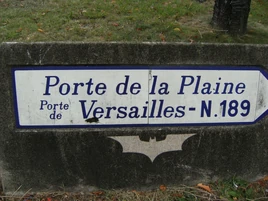 Porte de la Plaine
Porte de Versailles-N.189